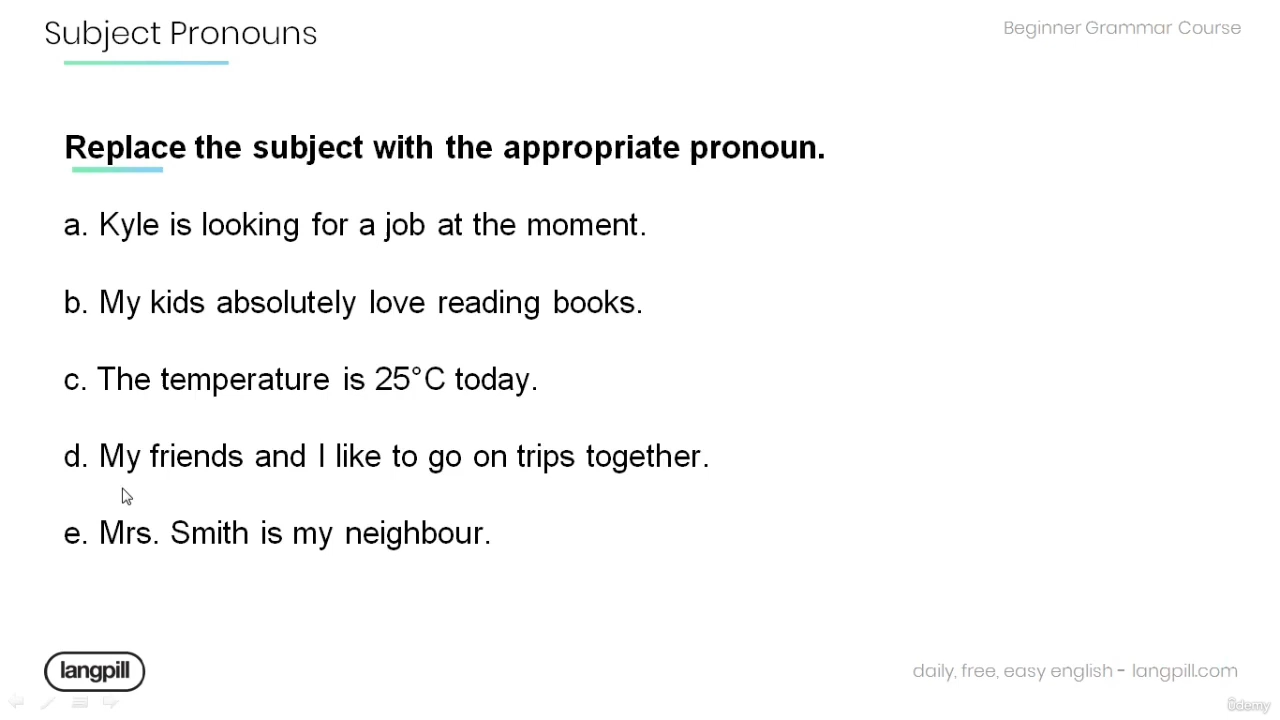 Subject Pronouns
Beginner Grammar Course
Replace the subject with the appropriate pronoun.
a. Kyle is looking for a job at the moment.
b. My kids absolutely love reading books.
c. The temperature is 25°C today.
d. My friends and I like to go on trips together.
e. Mrs. Smith is my neighbour.
langpill
daily, free, easy english - langpill.com
ûdemy